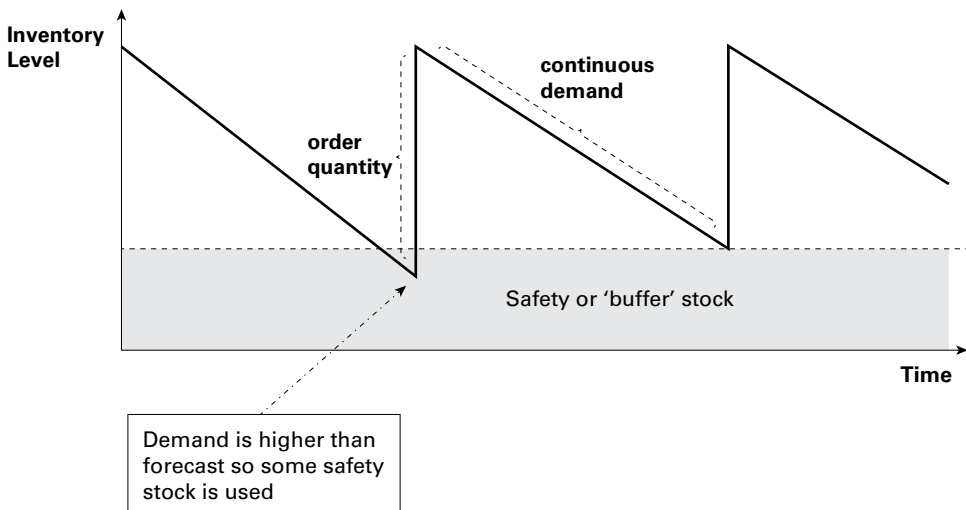 Inventory
Level
continuous
demand
order
quantity
Safety or ‘buffer’ stock
Time
Demand is higher than
forecast so some safety
stock is used